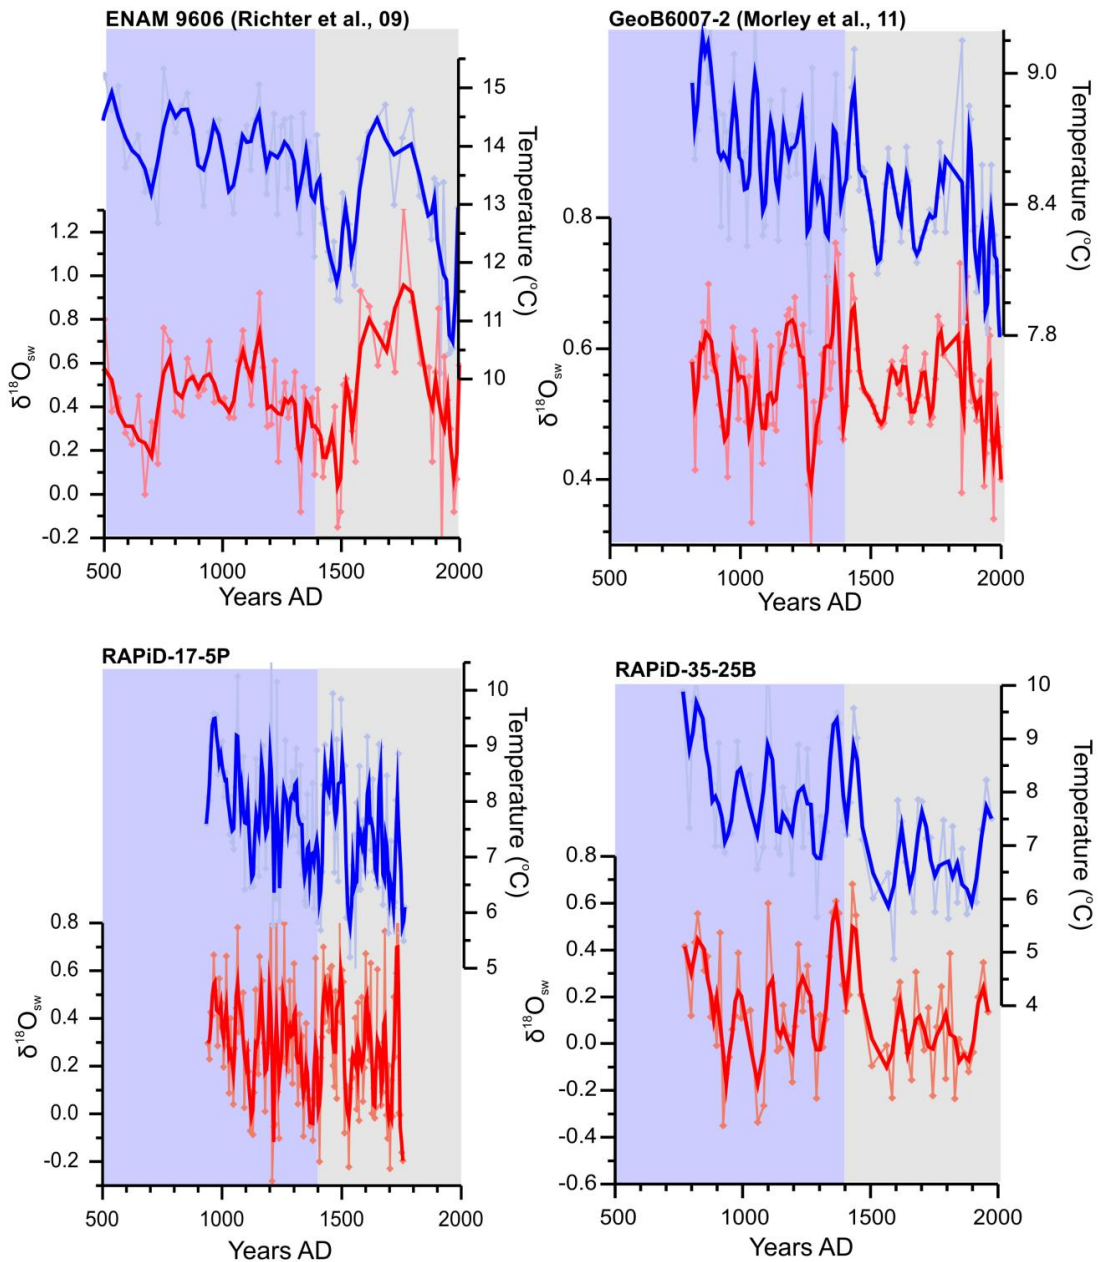 ENAM 9606 (Richter et al., 09)
15
14
13
12
11
10
Temperature (°C)
1.2
1.0
0.8
0.6
0.4
0.2
0.0
-0.2
δ18Osw
500 1000 1500 2000
Years AD
GeoB6007-2 (Morley et al., 11)
9.0
8.4
7.8
Temperature (°C)
0.8
0.6
0.4
δ18Osw
500 1000 1500 2000
Years AD
RAPiD-17-5P
10
9
8
7
6
5
Temperature (°C)
0.8
0.6
0.4
0.2
0.0
-0.2
δ18Osw
500 1000 1500 2000
Years AD
RAPiD-35-25B
10
9
8
7
6
5
4
Temperature (°C)
0.8
0.6
0.4
0.2
0.0
-0.2
-0.4
-0.6
δ18Osw
500 1000 1500 2000
Years AD